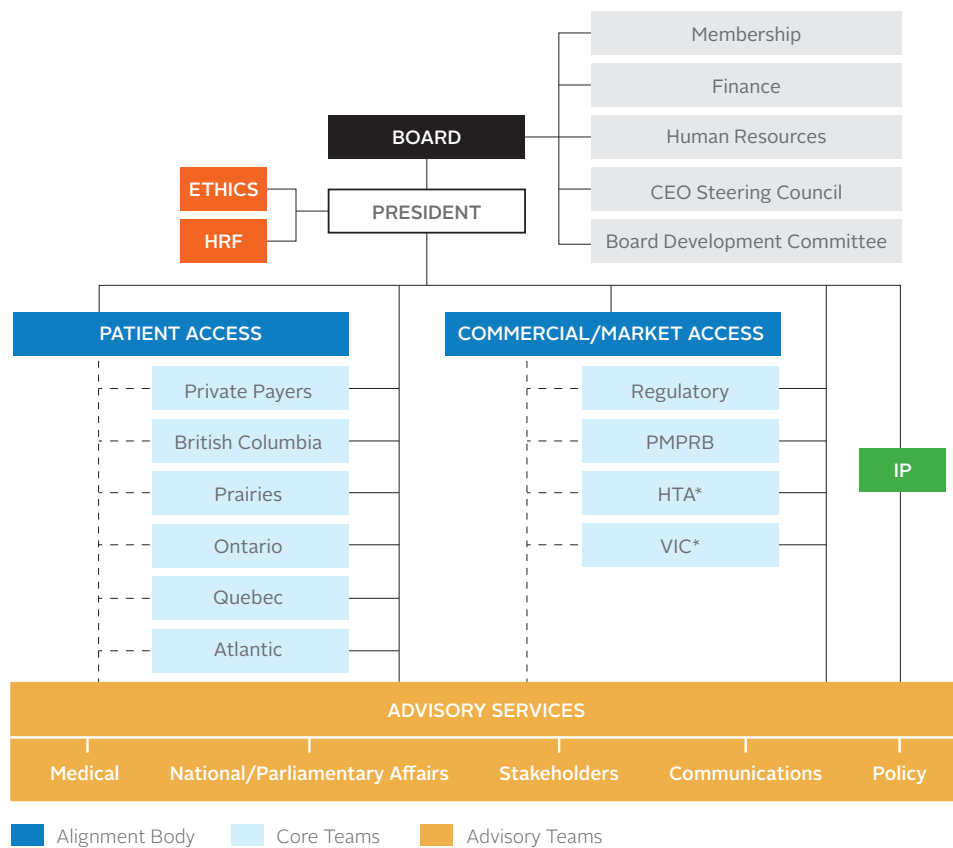 Membership
Finance
BOARD
Human Resources
ETHICS
CEO Steering Council
PRESIDENT
HRF
Board Development Committee
PATIENT ACCESS
COMMERCIAL/MARKET ACCESS
Private Payers
Regulatory
British Columbia
PMPRB
IP
Prairies
HTA*
Ontario
VIC*
Quebec
Atlantic
ADVISORY SERVICES
Medical
National/Parliamentary Affairs
Stakeholders
Communications
Policy
Alignment Body
Core Teams
Advisory Teams